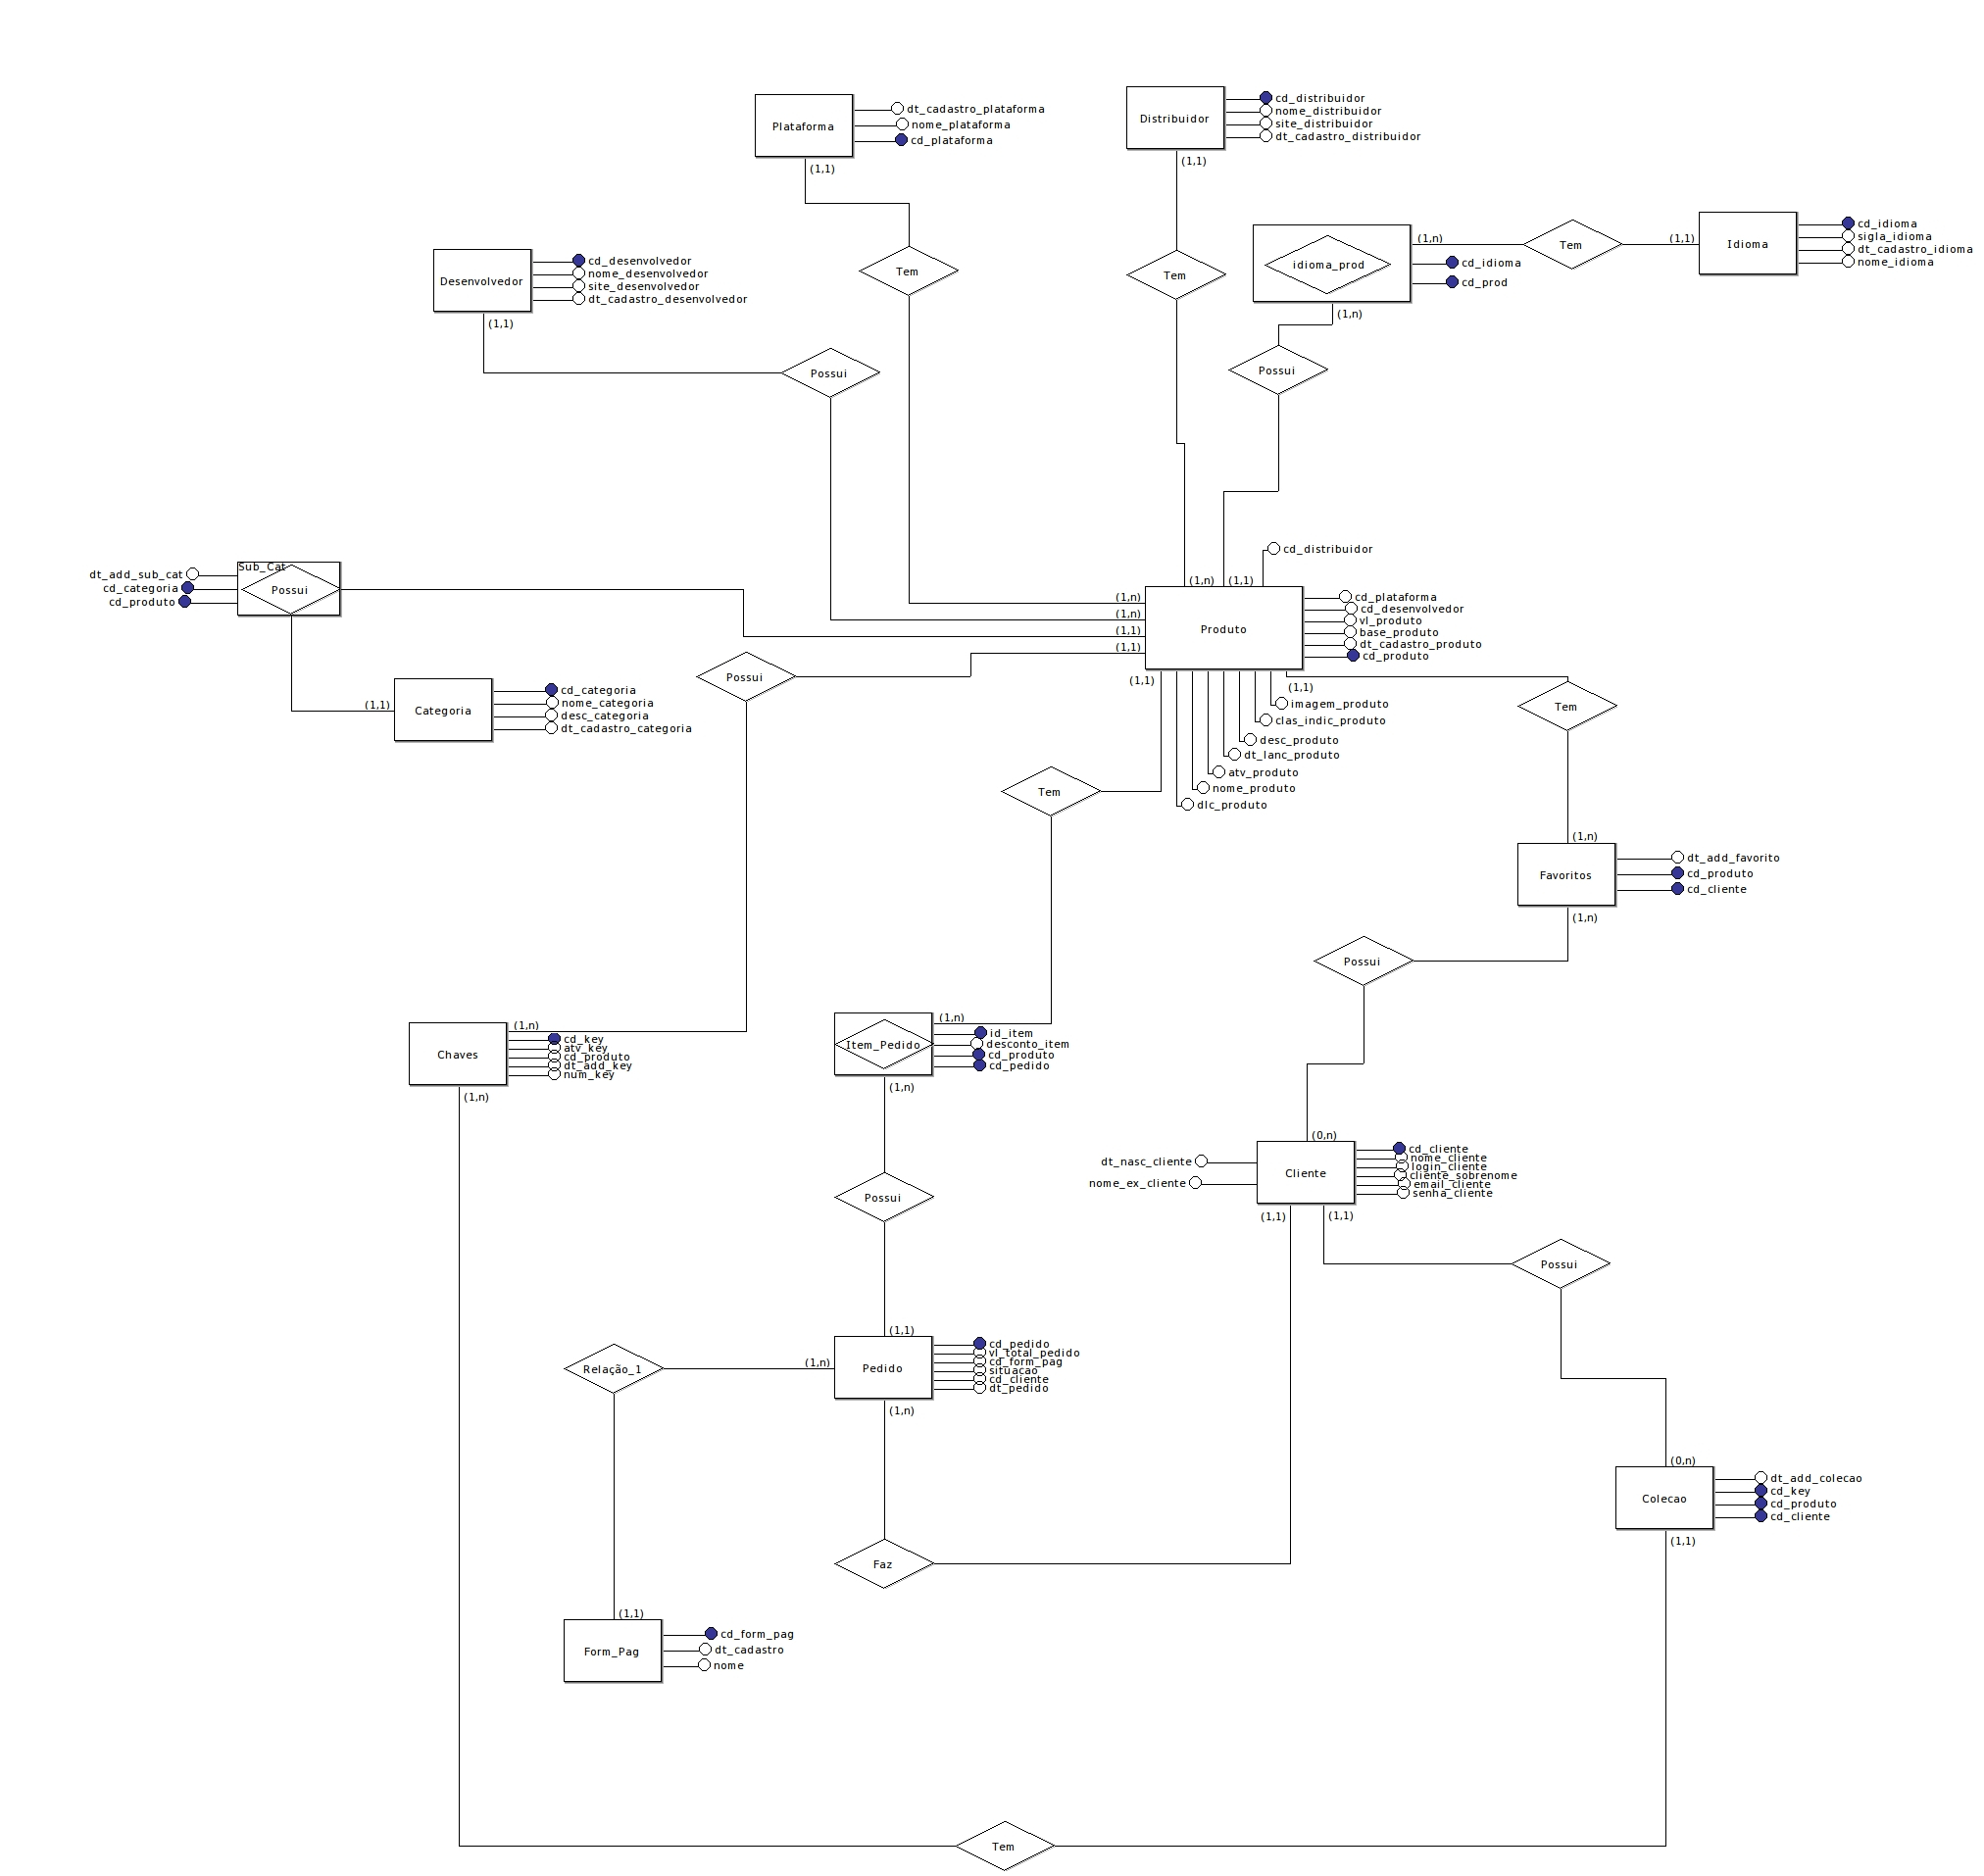 cd_distribuidor
nome_distribuidor
site_distribuidor
dt_cadastro_distribuidor
Distribuidor
(1,1)
dt_cadastro_plataforma
nome_plataforma
cd_plataforma
Plataforma
(1,1)
cd_idioma
sigla_idioma
dt_cadastro_idioma
nome_idioma
Idioma
(1,1)
Tem
(1,n)
idioma_prod
cd_idioma
cd_prod
(1,n)
Desenvolvedor
cd_desenvolvedor
nome_desenvolvedor
site_desenvolvedor
dt_cadastro_desenvolvedor
(1,1)
Tem
Tem
Possui
Possui
cd_distribuidor
dt_add_sub_cat
cd_categoria
cd_produto
Sub_Cat
Possui
(1,n)
(1,1)
(1,n)
(1,n)
(1,1)
(1,1)
Produto
cd_plataforma
cd_desenvolvedor
vl_produto
base_produto
dt_cadastro_produto
cd_produto
(1,1)
(1,1)
imagem_produto
clas_indic_produto
desc_produto
dt_lanc_produto
atv_produto
nome_produto
dlc_produto
Possui
Tem
(1,1)
Categoria
cd_categoria
nome_categoria
desc_categoria
dt_cadastro_categoria
Tem
(1,n)
Favoritos
dt_add_favorito
cd_produto
cd_cliente
(1,n)
Possui
(1,n)
Chaves
cd_key
atv_key
cd_produto
dt_add_key
num_key
(1,n)
(1,n)
Item_Pedido
id_item
desconto_item
cd_produto
cd_pedido
(1,n)
(0,n)
dt_nasc_cliente
nome_ex_cliente
Cliente
cd_cliente
nome_cliente
login_cliente
cliente_sobrenome
email_cliente
senha_cliente
(1,1)
(1,1)
Possui
Possui
(1,1)
Relação_1
(1,n)
Pedido
cd_pedido
vl_total_pedido
cd_form_pag
situacao
cd_cliente
dt_pedido
(1,n)
(0,n)
Colecao
dt_add_colecao
cd_key
cd_produto
cd_cliente
(1,1)
Faz
(1,1)
Form_Pag
cd_form_pag
dt_cadastro
nome
Tem